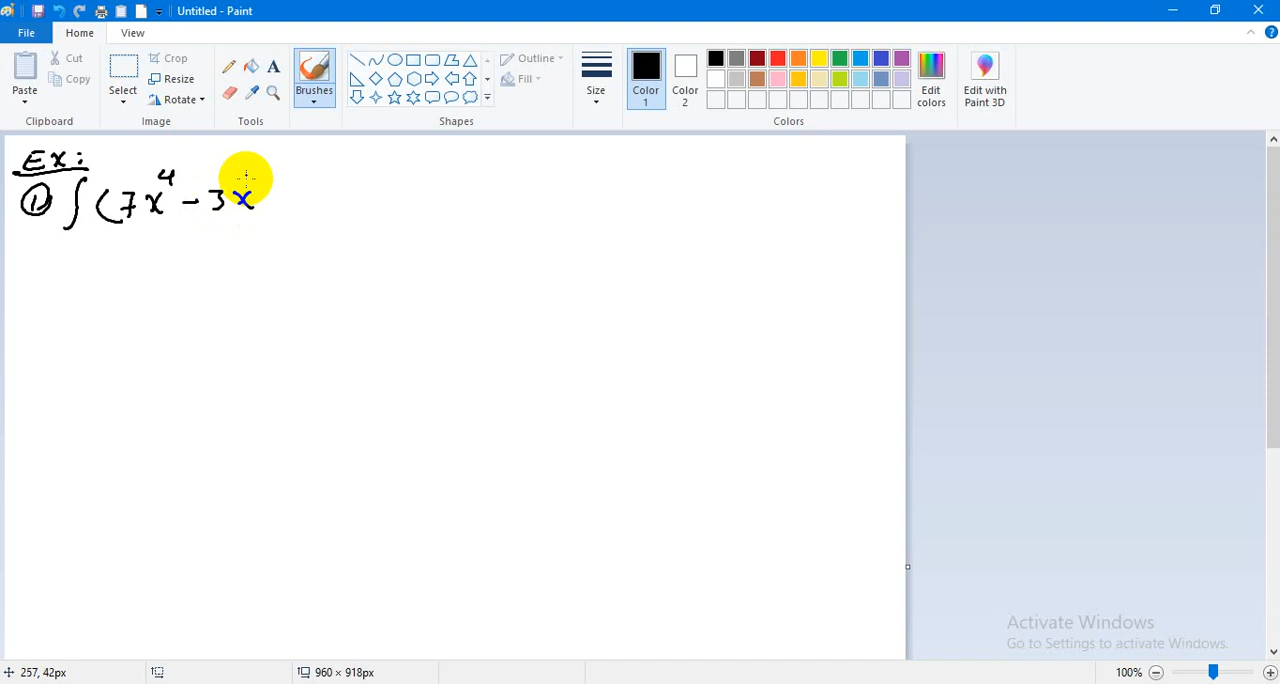 Untitled - Paint
File Home View
Paste
Clipboard
Cut
Copy
Select
Crop
Resize
Rotate
Image
A
Tools
Brushes
Shapes
Outline
Fill
Size
Color 1
Color 2
Colors
Edit colors
Edit with Paint 3D
Ex:
① ∫ (7x⁴ - 3x
Activate Windows
Go to Settings to activate Windows.
257, 42px
960 × 918px
100%